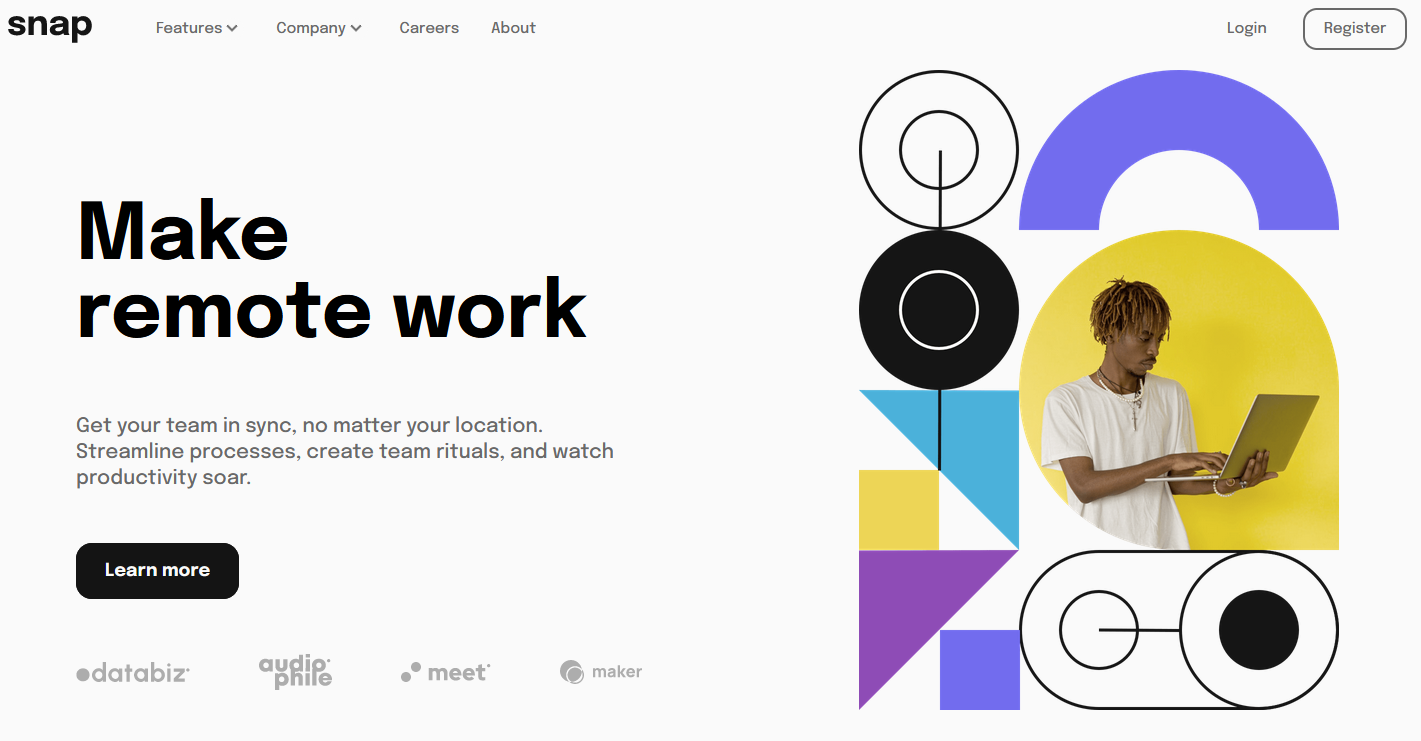 snap
Features
Company
Careers
About
Login
Register
Make
remote work
Get your team in sync, no matter your location.
Streamline processes, create team rituals, and watch
productivity soar.
Learn more
databiz
audio
phile
meet
maker